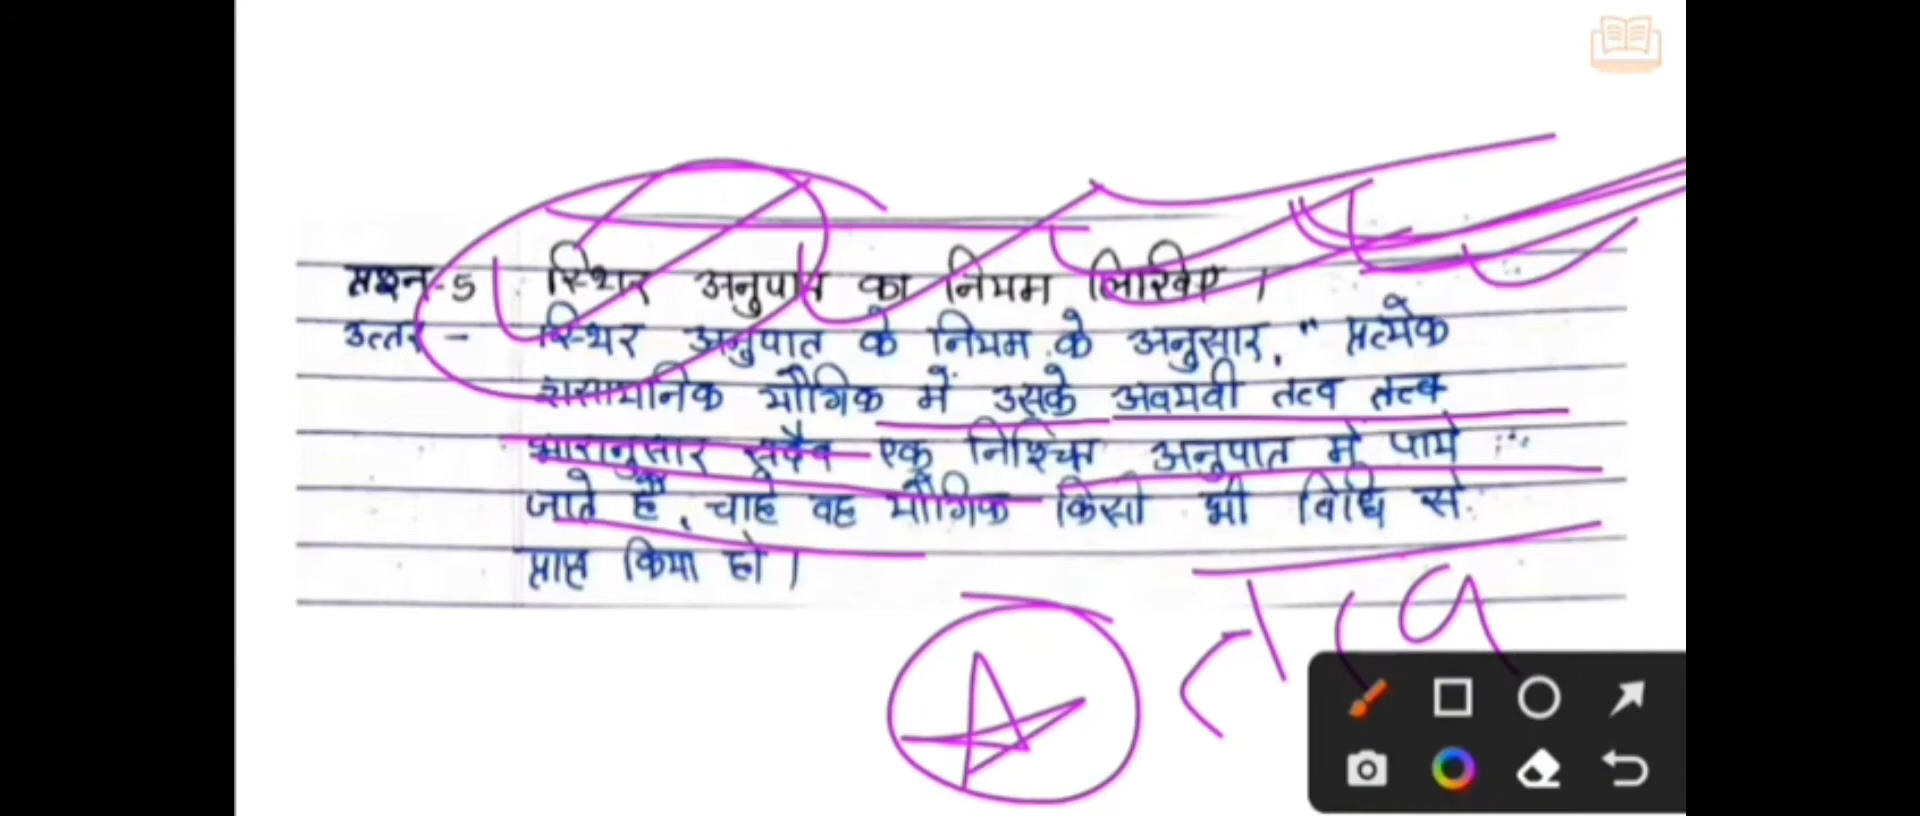 प्रश्न-5 स्थिर अनुपात का नियम लिखिए ।
उत्तर - स्थिर अनुपात के नियम के अनुसार, " प्रत्येक
रासायनिक यौगिक में उसके अवयवी तत्व तत्व
भारानुसार सदैव एक निश्चित अनुपात में पाये
जाते हैं, चाहे वह यौगिक किसी भी विधि से
प्राप्त किया हो ।